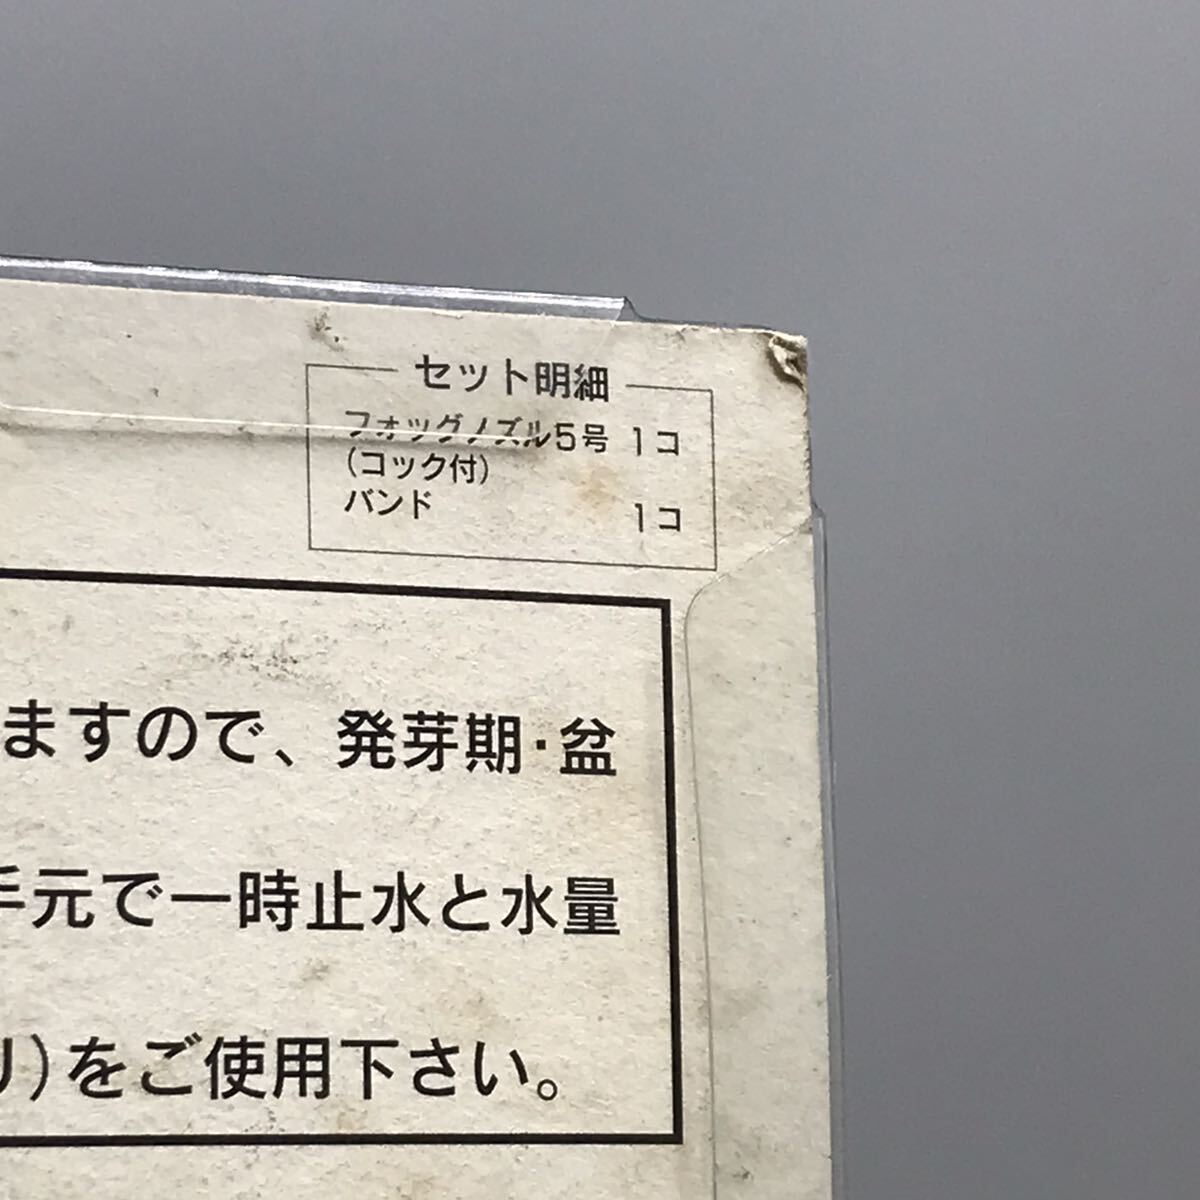 セット明細
フォッグノズル5号 1コ
(コック付)
バンド 1コ
ますので、発芽期・盆
手元で一時止水と水量
リ)をご使用下さい。